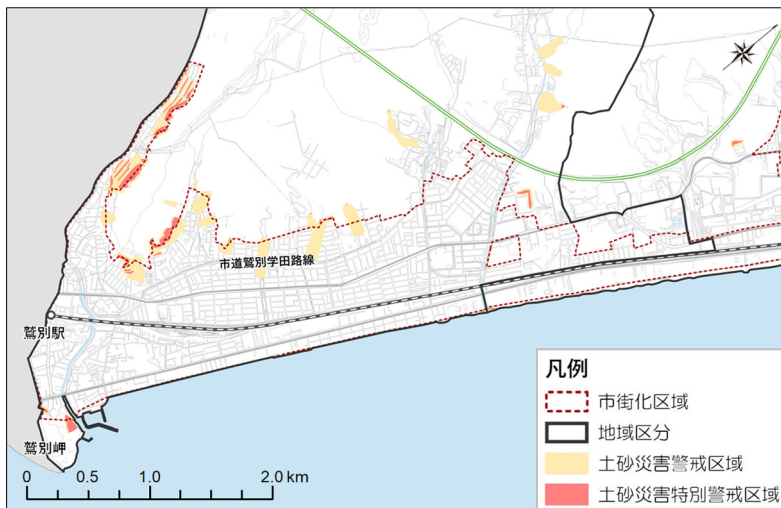 市道鷲別学田路線
鷲別駅
鷲別岬
0 0.5 1.0 2.0 km
凡例
市街化区域
地域区分
土砂災害警戒区域
土砂災害特別警戒区域